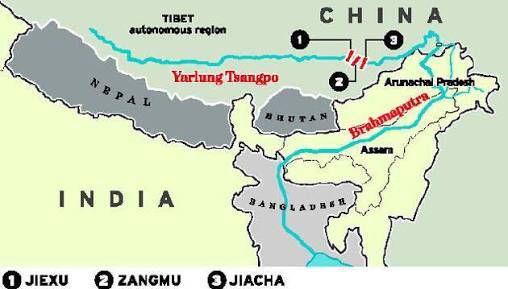 TIBET
autonomous region
CHINA
1
3
2
Yarlung Tsangpo
NEPAL
BHUTAN
Arunachal Pradesh
Brahmaputra
Assam
INDIA
BANGLADESH
1 JIEXU 2 ZANGMU 3 JIACHA